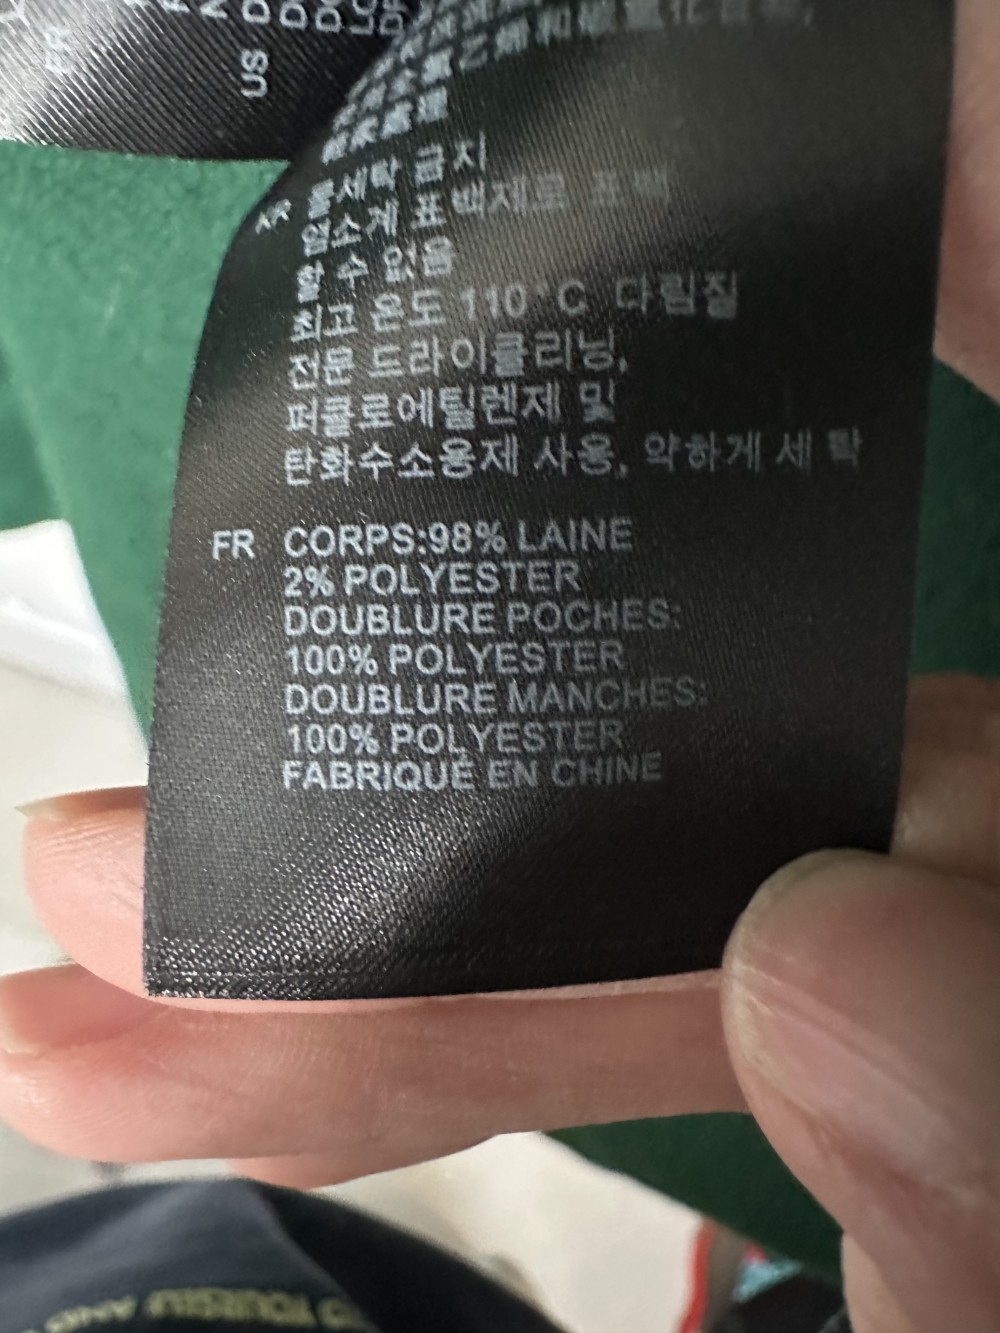 US
KR 물세탁 금지
염소계 표백제로 표백
할 수 없음
최고 온도 110°C 다림질
전문 드라이클리닝,
퍼클로에틸렌제 및
탄화수소용제 사용, 약하게 세 탁
FR CORPS:98% LAINE
2% POLYESTER
DOUBLURE POCHES:
100% POLYESTER
DOUBLURE MANCHES:
100% POLYESTER
FABRIQUÉ EN CHINE